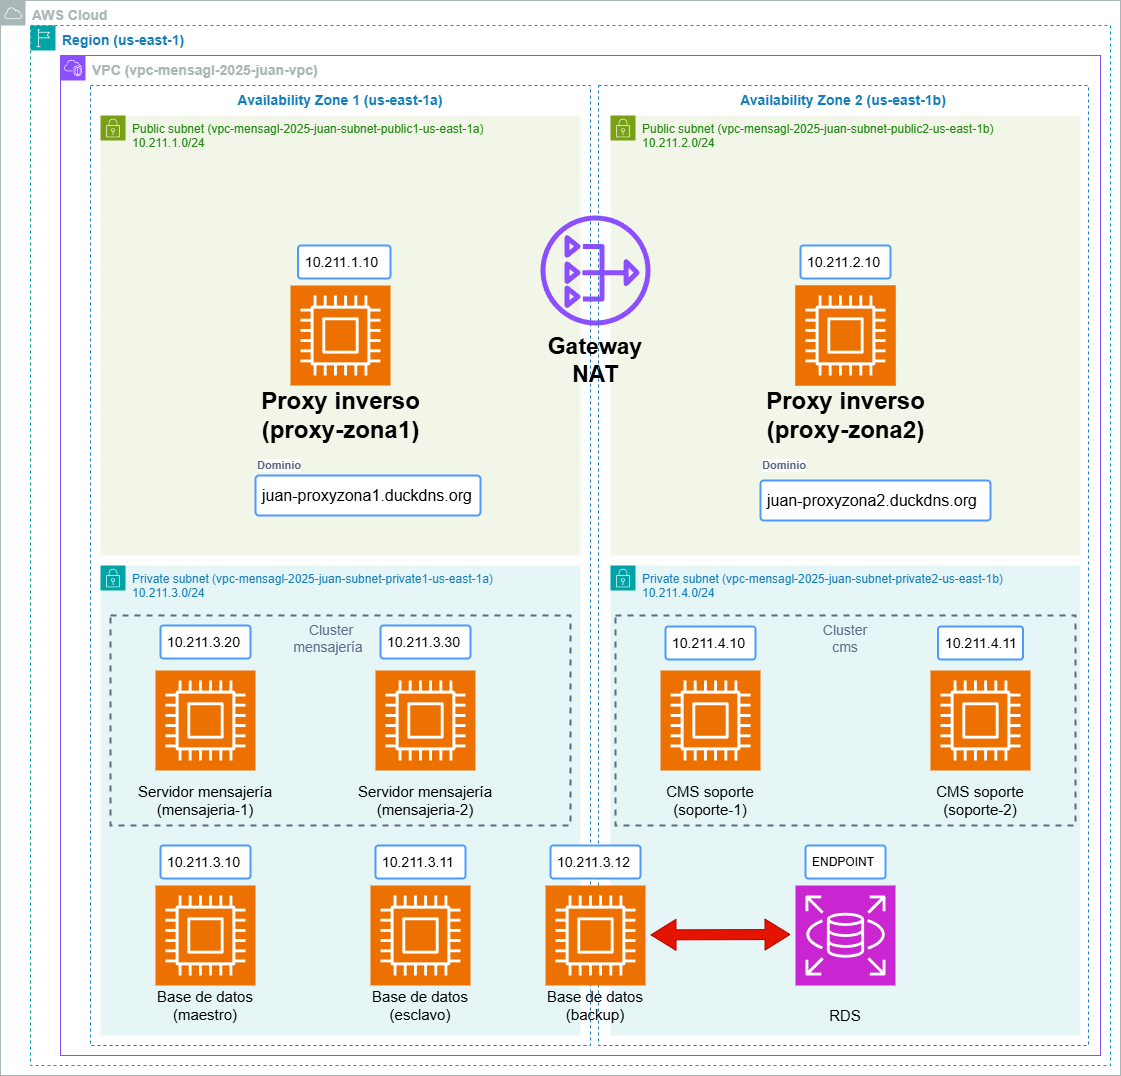 AWS Cloud
Region (us-east-1)
VPC (vpc-mensagl-2025-juan-vpc)
Availability Zone 1 (us-east-1a)
Public subnet (vpc-mensagl-2025-juan-subnet-public1-us-east-1a)
10.211.1.0/24
10.211.1.10
Proxy inverso
(proxy-zona1)
Dominio
juan-proxyzona1.duckdns.org
Gateway
NAT
Availability Zone 2 (us-east-1b)
Public subnet (vpc-mensagl-2025-juan-subnet-public2-us-east-1b)
10.211.2.0/24
10.211.2.10
Proxy inverso
(proxy-zona2)
Dominio
juan-proxyzona2.duckdns.org
Private subnet (vpc-mensagl-2025-juan-subnet-private1-us-east-1a)
10.211.3.0/24
Cluster
mensajería
10.211.3.20
Servidor mensajería
(mensajeria-1)
10.211.3.30
Servidor mensajería
(mensajeria-2)
Private subnet (vpc-mensagl-2025-juan-subnet-private2-us-east-1b)
10.211.4.0/24
Cluster
cms
10.211.4.10
CMS soporte
(soporte-1)
10.211.4.11
CMS soporte
(soporte-2)
10.211.3.10
Base de datos
(maestro)
10.211.3.11
Base de datos
(esclavo)
10.211.3.12
Base de datos
(backup)
ENDPOINT
RDS